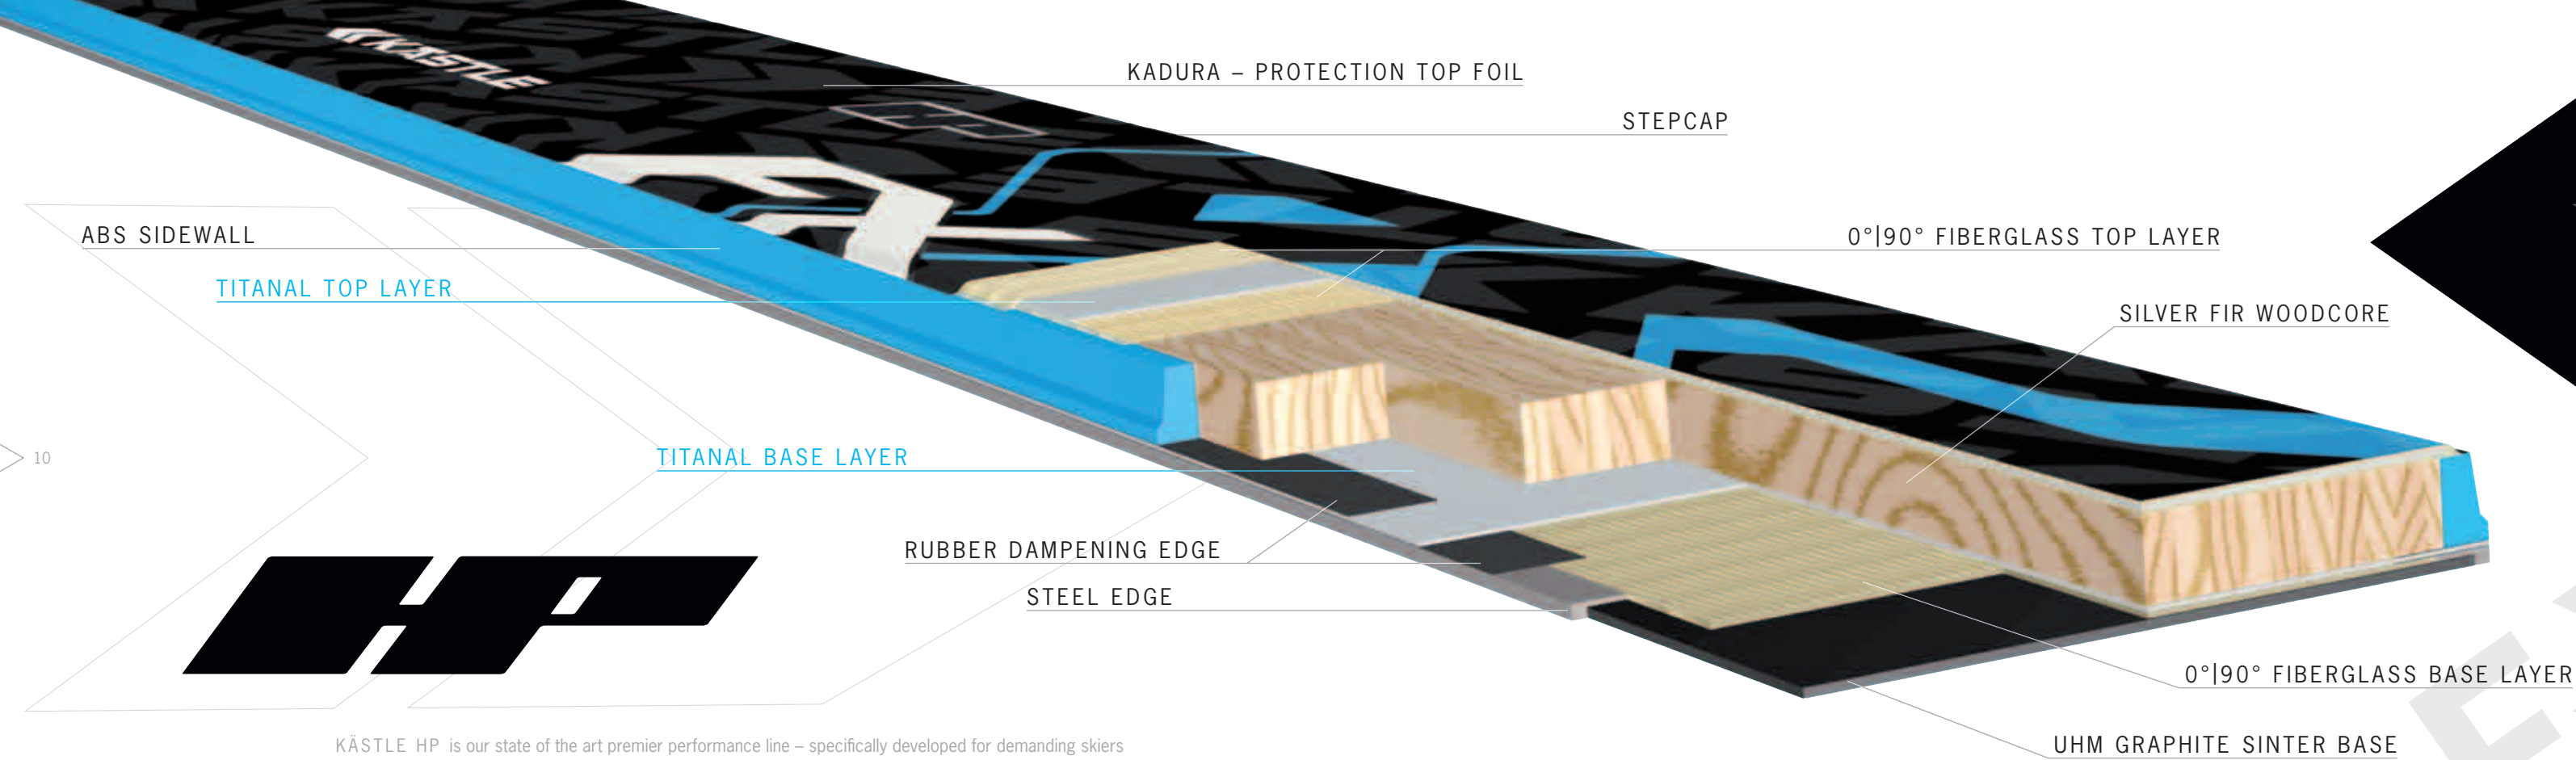 KÄSTLE
HP
KADURA – PROTECTION TOP FOIL
STEPCAP
ABS SIDEWALL
0°|90° FIBERGLASS TOP LAYER
TITANAL TOP LAYER
SILVER FIR WOODCORE
TITANAL BASE LAYER
10
RUBBER DAMPENING EDGE
STEEL EDGE
HP
0°|90° FIBERGLASS BASE LAYER
UHM GRAPHITE SINTER BASE
KÄSTLE HP is our state of the art premier performance line – specifically developed for demanding skiers